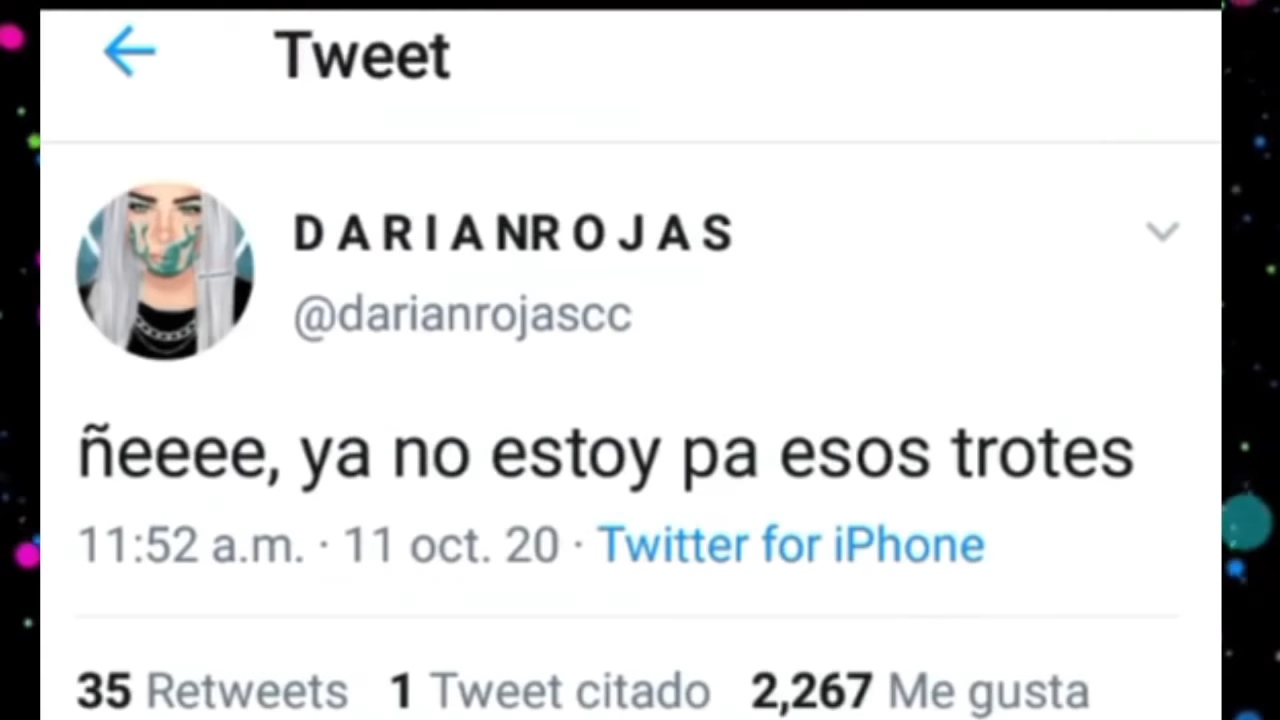 Tweet
DARIANROJAS
@darianrojascc
ñeeee, ya no estoy pa esos trotes
11:52 a.m. · 11 oct. 20 · Twitter for iPhone
35 Retweets 1 Tweet citado 2,267 Me gusta